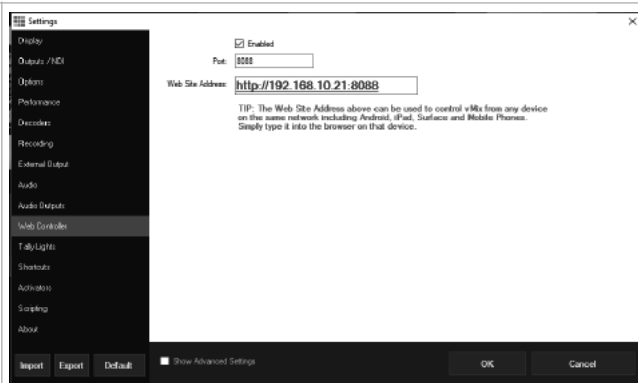 Settings
Display
Outputs / NDI
Options
Performance
Decoders
Recording
External Output
Audio
Audio Outputs
Web Controller
Tally Lights
Shortcuts
Activators
Scripting
About
Import Export Default
Enabled
Port: 8088
Web Site Address: http://192.168.10.21:8088
TIP: The Web Site Address above can be used to control vMix from any device
on the same network including Android, iPad, Surface and Mobile Phones.
Simply type it into the browser on that device.
Show Advanced Settings
OK Cancel